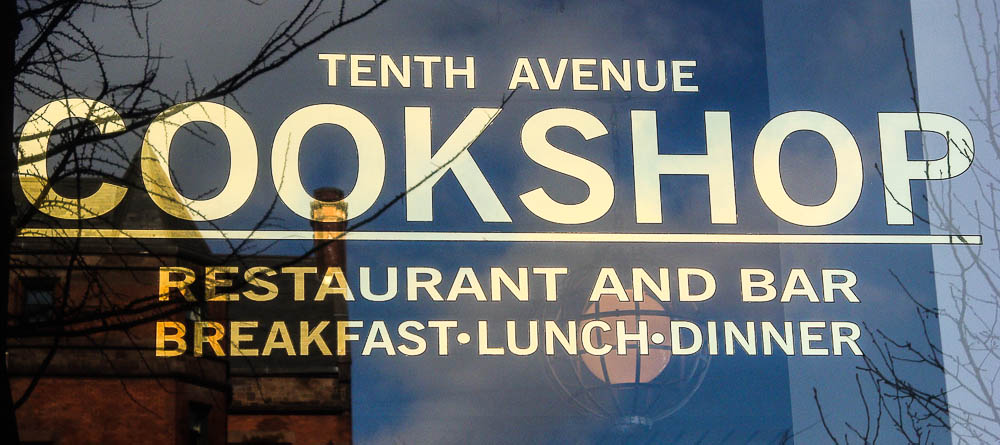 TENTH AVENUE
COOKSHOP
RESTAURANT AND BAR
BREAKFAST•LUNCH•DINNER